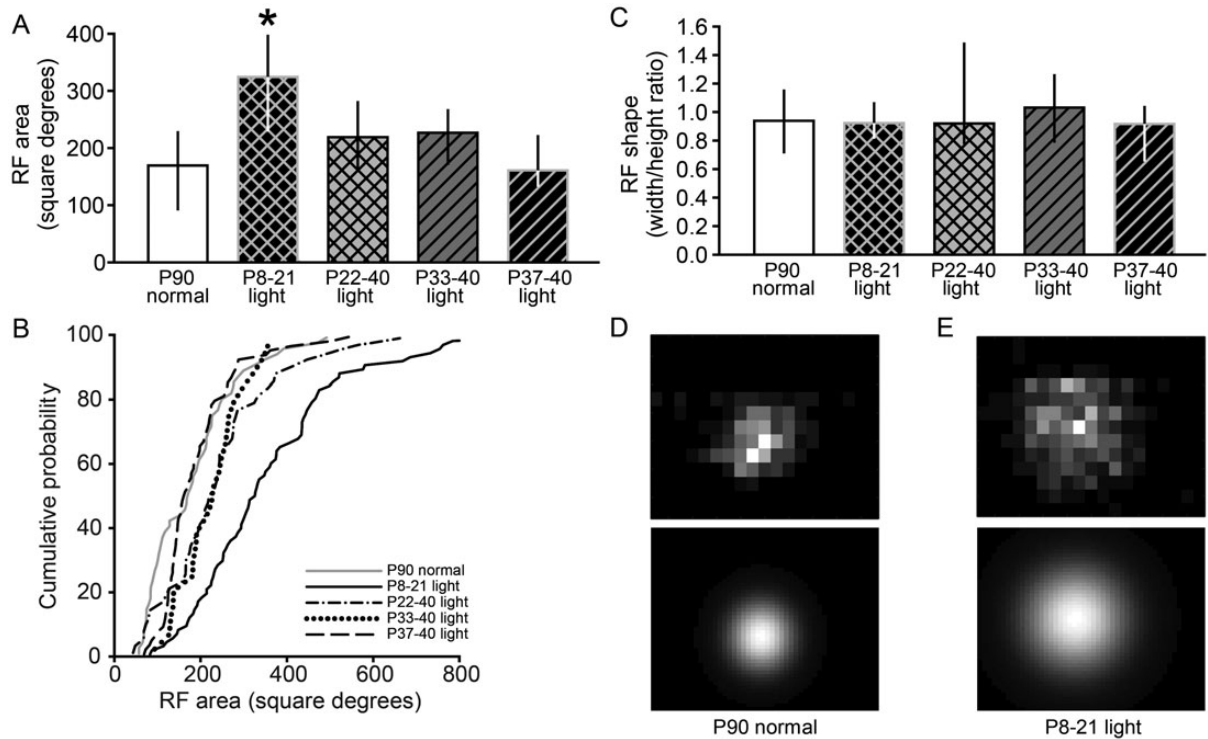 A
*
RF area
(square degrees)
400
300
200
100
0
P90
normal
P8-21
light
P22-40
light
P33-40
light
P37-40
light
C
RF shape
(width/height ratio)
1.6
1.4
1.2
1.0
0.8
0.6
0.4
0.2
0.0
P90
normal
P8-21
light
P22-40
light
P33-40
light
P37-40
light
B
Cumulative probability
100
80
60
40
20
0
P90 normal
P8-21 light
P22-40 light
P33-40 light
P37-40 light
0 200 400 600 800
RF area (square degrees)
D
P90 normal
E
P8-21 light